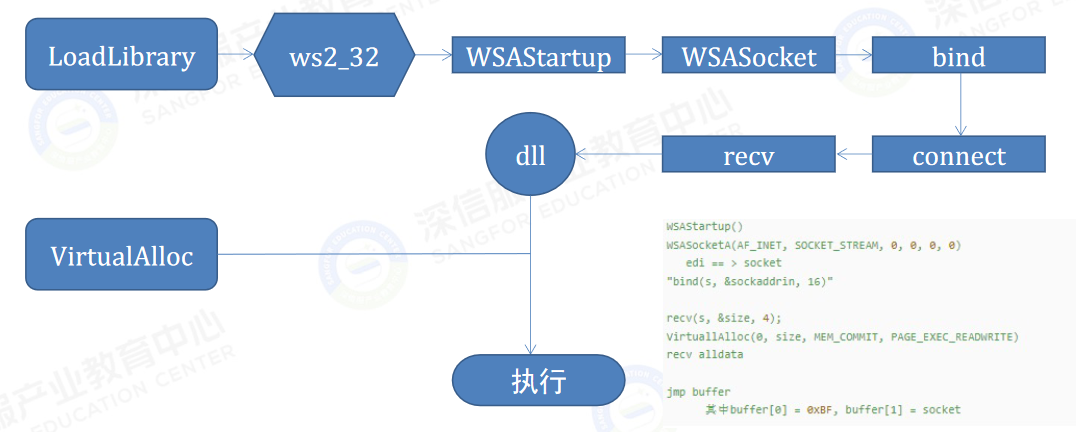 LoadLibrary
ws2_32
WSAStartup
WSASocket
bind
dll
recv
connect
VirtualAlloc
执行
WSAStartup()
WSASocketA(AF_INET, SOCKET_STREAM, 0, 0, 0, 0)
edi == > socket
"bind(s, &sockaddrin, 16)"
recv(s, &size, 4);
VirtuallAlloc(0, size, MEM_COMMIT, PAGE_EXEC_READWRITE)
recv alldata
jmp buffer
其中buffer[0] = 0xBF, buffer[1] = socket
深信服产业教育中心
SANGFOR EDUCATION CENTER